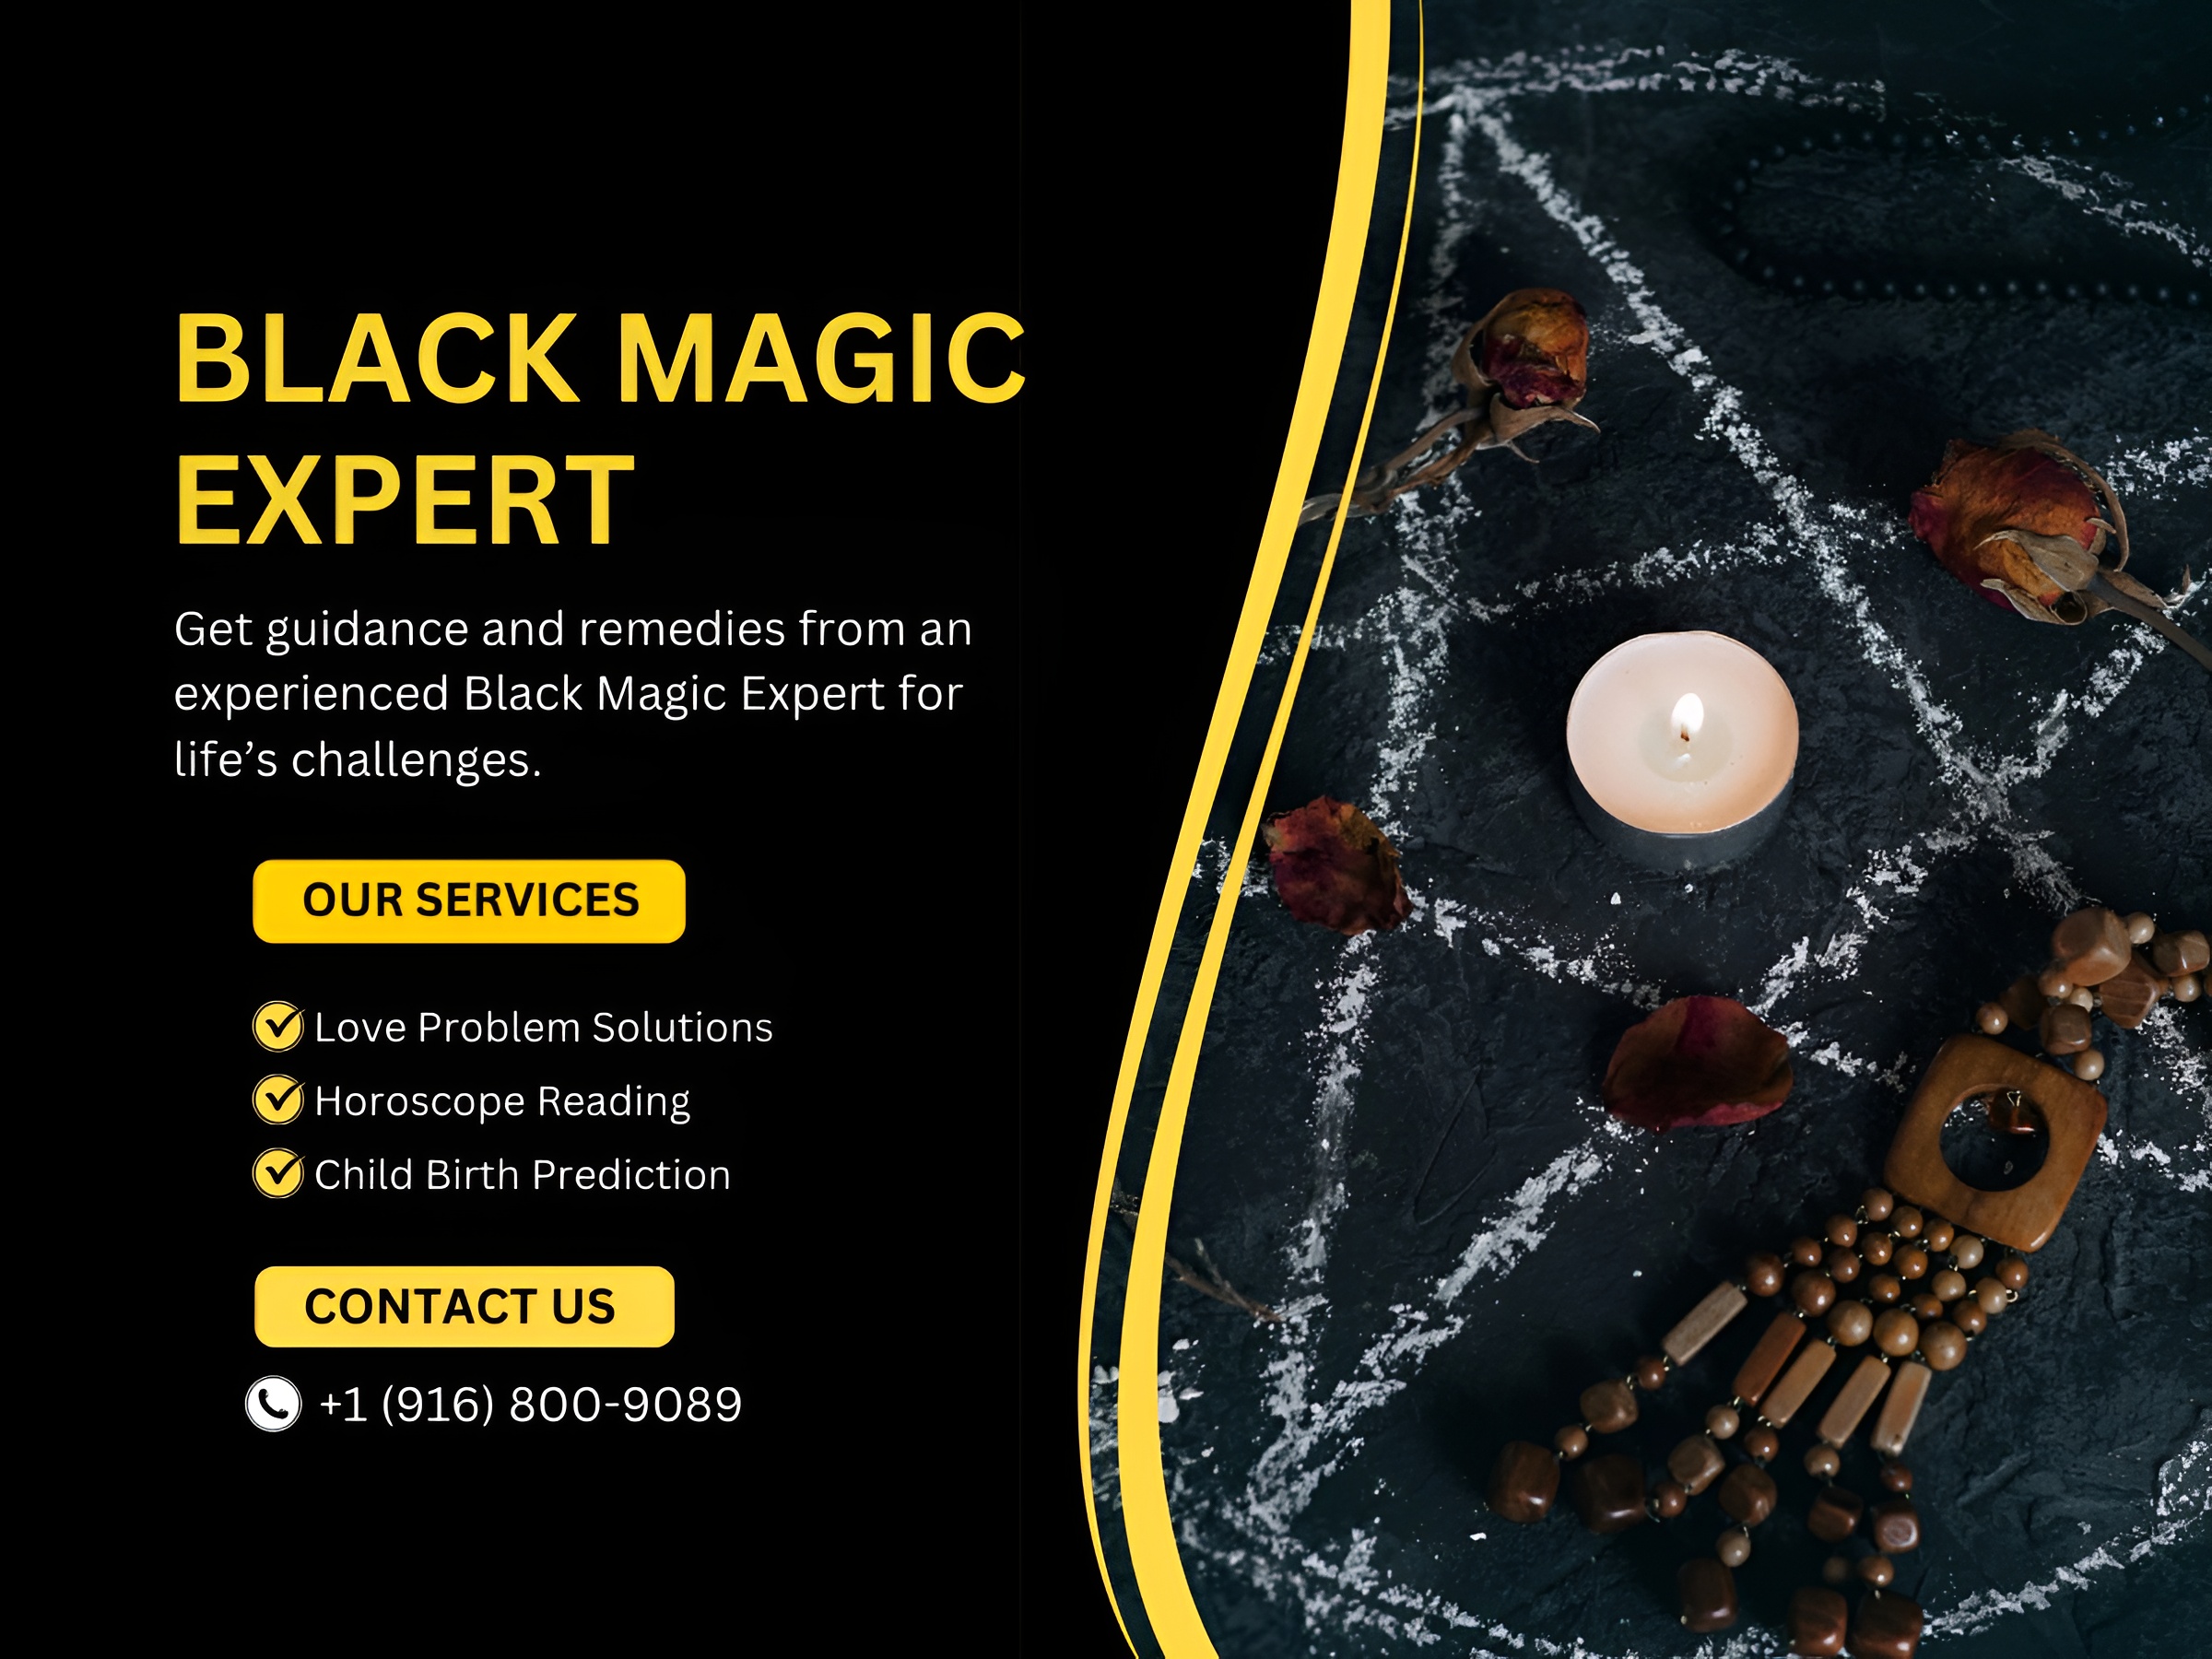 BLACK MAGIC
EXPERT
Get guidance and remedies from an
experienced Black Magic Expert for
life’s challenges.
OUR SERVICES
Love Problem Solutions
Horoscope Reading
Child Birth Prediction
CONTACT US
+1 (916) 800-9089